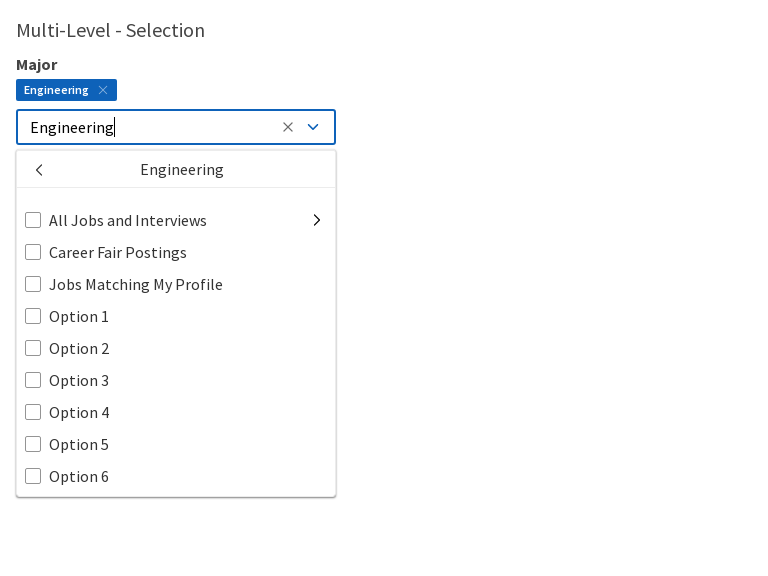 Multi-Level - Selection
Major
Engineering
Engineering
Engineering
All Jobs and Interviews
Career Fair Postings
Jobs Matching My Profile
Option 1
Option 2
Option 3
Option 4
Option 5
Option 6